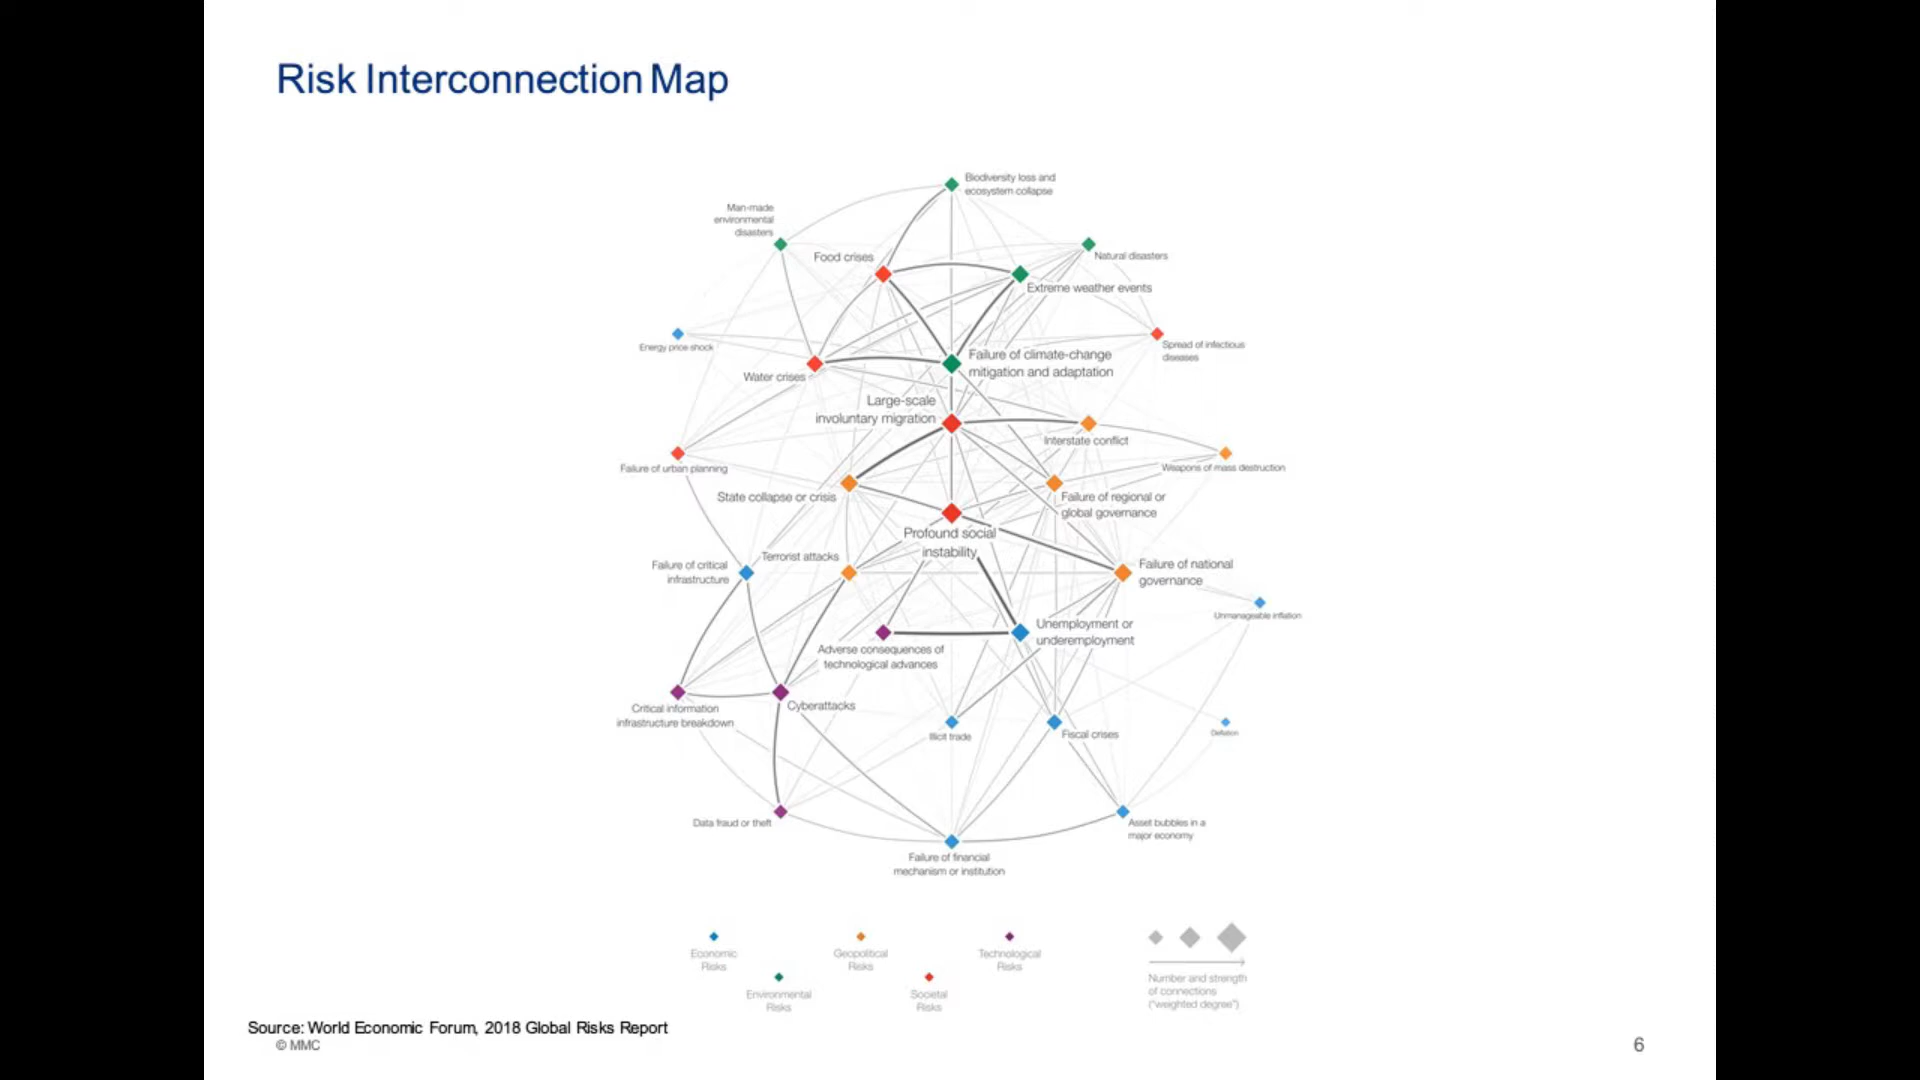 Risk Interconnection Map
Biodiversity loss and
ecosystem collapse
Man-made
environmental
disasters
Food crises
Natural disasters
Extreme weather events
Energy price shock
Spread of infectious
diseases
Water crises
Failure of climate-change
mitigation and adaptation
Large-scale
involuntary migration
Interstate conflict
Failure of urban planning
Weapons of mass destruction
State collapse or crisis
Failure of regional or
global governance
Profound social
instability
Terrorist attacks
Failure of critical
infrastructure
Failure of national
governance
Unmanageable inflation
Unemployment or
underemployment
Adverse consequences of
technological advances
Critical information
infrastructure breakdown
Cyberattacks
Illicit trade
Fiscal crises
Deflation
Data fraud or theft
Asset bubbles in a
major economy
Failure of financial
mechanism or institution
Economic
Risks
Geopolitical
Risks
Technological
Risks
Environmental
Risks
Societal
Risks
Number and strength
of connections
("weighted degree")
Source: World Economic Forum, 2018 Global Risks Report
© MMC
6